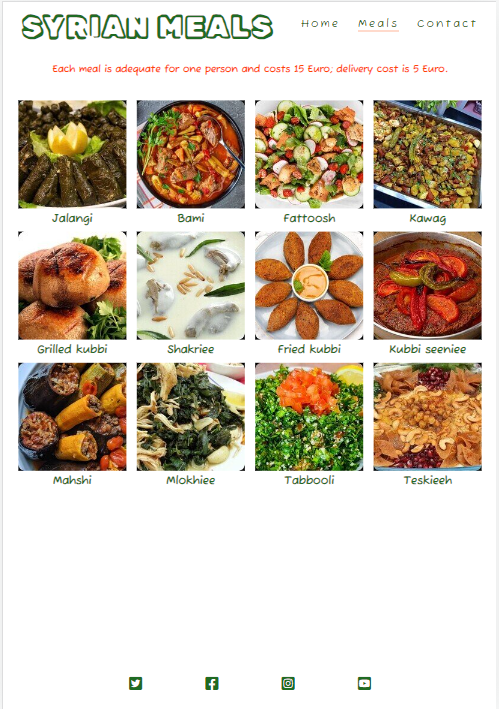 SYRIAN MEALS
Home Meals Contact
Each meal is adequate for one person and costs 15 Euro; delivery cost is 5 Euro.
Jalangi Bami Fattoosh Kawag
Grilled kubbi Shakriee Fried kubbi Kubbi seeniee
Mahshi Mlokhiee Tabbooli Teskieeh